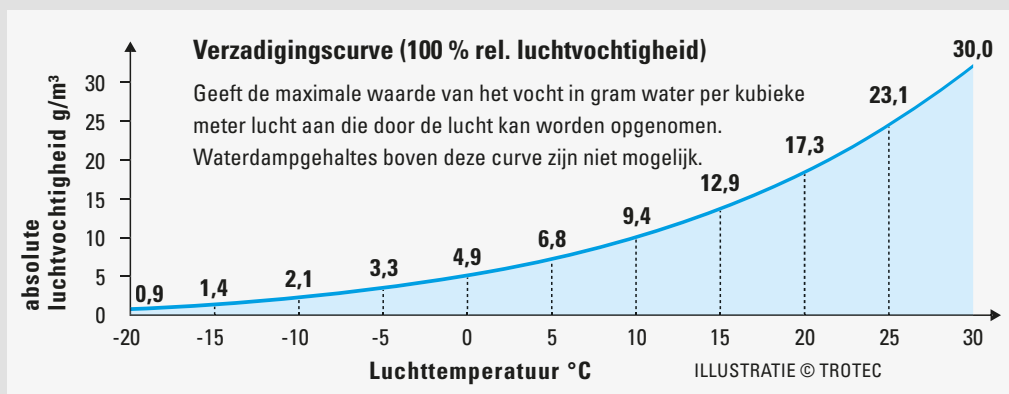 Verzadigingscurve (100 % rel. luchtvochtigheid)
Geeft de maximale waarde van het vocht in gram water per kubieke
meter lucht aan die door de lucht kan worden opgenomen.
Waterdampgehaltes boven deze curve zijn niet mogelijk.
absolute
luchtvochtigheid g/m³
30
25
20
15
10
5
0
0,9
1,4
2,1
3,3
4,9
6,8
9,4
12,9
17,3
23,1
30,0
-20 -15 -10 -5 0 5 10 15 20 25 30
Luchttemperatuur °C
ILLUSTRATIE © TROTEC